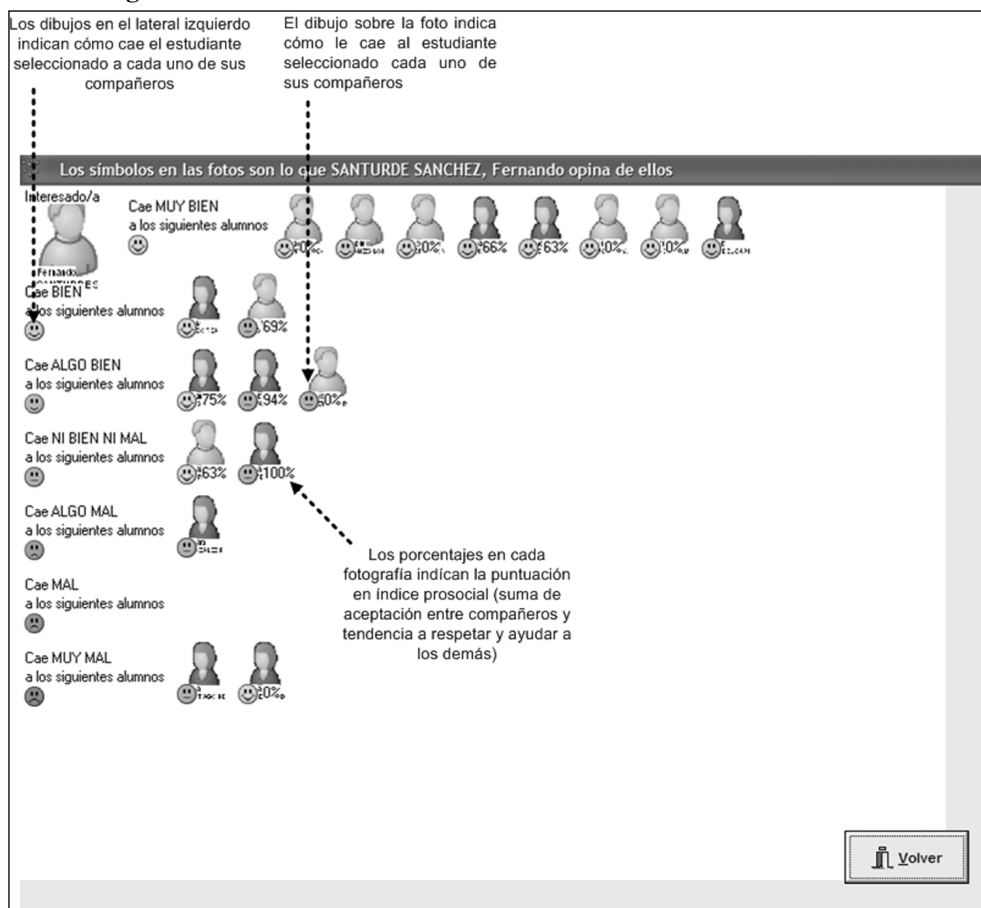 Los dibujos en el lateral izquierdo
indican cómo cae el estudiante
seleccionado a cada uno de sus
compañeros
El dibujo sobre la foto indica
cómo le cae al estudiante
seleccionado cada uno de
sus compañeros
Los símbolos en las fotos son lo que SANTURDE SANCHEZ, Fernando opina de ellos
Interesado/a
Fernando
Cae MUY BIEN
a los siguientes alumnos
0% 0% 66% 63% 0% 0%
Cae BIEN
a los siguientes alumnos
69%
Cae ALGO BIEN
a los siguientes alumnos
75% 94% 0%
Cae NI BIEN NI MAL
a los siguientes alumnos
63% 100%
Cae ALGO MAL
a los siguientes alumnos
Los porcentajes en cada
fotografía indícan la puntuación
en índice prosocial (suma de
aceptación entre compañeros y
tendencia a respetar y ayudar a
los demás)
Cae MAL
a los siguientes alumnos
Cae MUY MAL
a los siguientes alumnos
0%
Volver